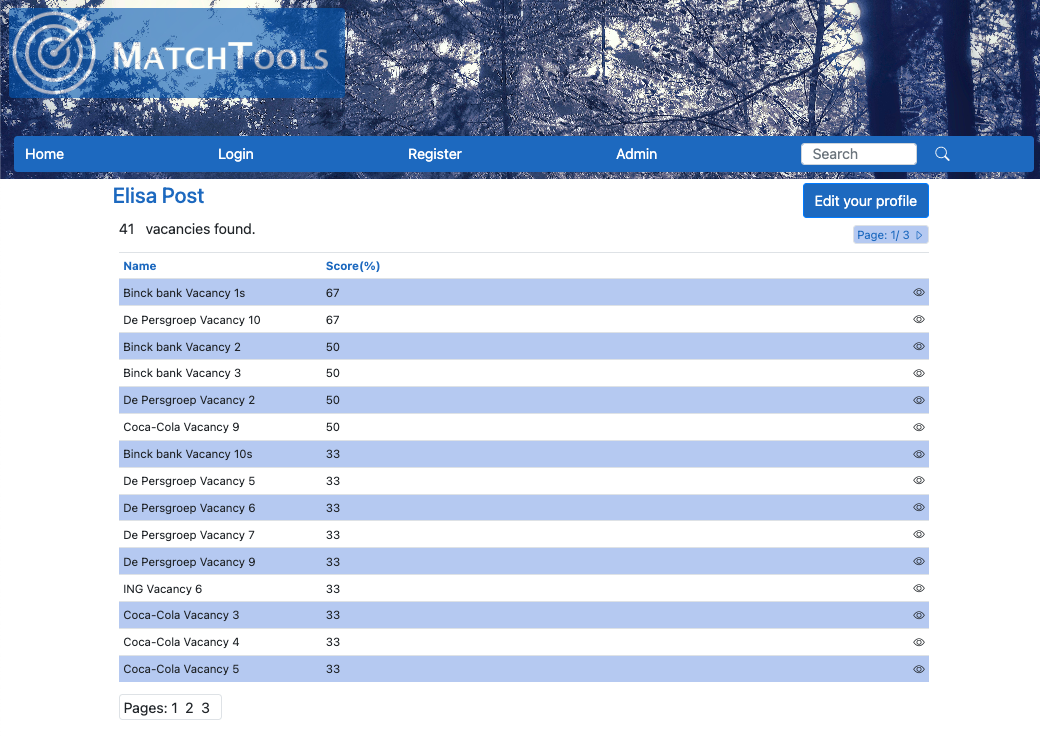 MATCHTOOLS
Home Login Register Admin Search
Elisa Post Edit your profile
41 vacancies found.
Page: 1/ 3
Name Score(%)
Binck bank Vacancy 1s 67
De Persgroep Vacancy 10 67
Binck bank Vacancy 2 50
Binck bank Vacancy 3 50
De Persgroep Vacancy 2 50
Coca-Cola Vacancy 9 50
Binck bank Vacancy 10s 33
De Persgroep Vacancy 5 33
De Persgroep Vacancy 6 33
De Persgroep Vacancy 7 33
De Persgroep Vacancy 9 33
ING Vacancy 6 33
Coca-Cola Vacancy 3 33
Coca-Cola Vacancy 4 33
Coca-Cola Vacancy 5 33
Pages: 1 2 3